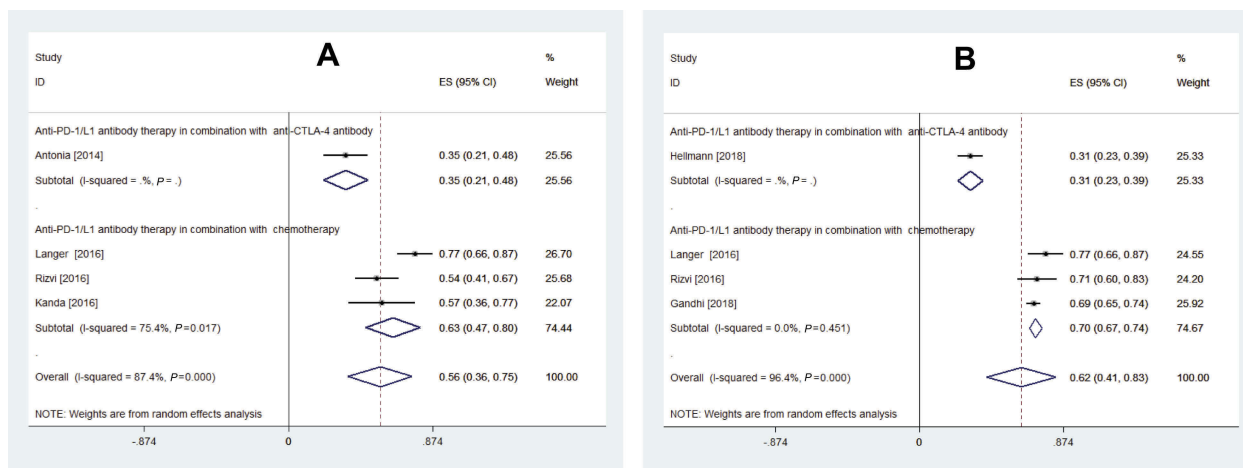 A
Study %
ID ES (95% CI) Weight
Anti-PD-1/L1 antibody therapy in combination with anti-CTLA-4 antibody
Antonia [2014] 0.35 (0.21, 0.48) 25.56
Subtotal (I-squared = .%, P = .) 0.35 (0.21, 0.48) 25.56
.
Anti-PD-1/L1 antibody therapy in combination with chemotherapy
Langer [2016] 0.77 (0.66, 0.87) 26.70
Rizvi [2016] 0.54 (0.41, 0.67) 25.68
Kanda [2016] 0.57 (0.36, 0.77) 22.07
Subtotal (I-squared = 75.4%, P=0.017) 0.63 (0.47, 0.80) 74.44
.
Overall (I-squared = 87.4%, P=0.000) 0.56 (0.36, 0.75) 100.00
NOTE: Weights are from random effects analysis
-.874 0 .874
B
Study %
ID ES (95% CI) Weight
Anti-PD-1/L1 antibody therapy in combination with anti-CTLA-4 antibody
Hellmann [2018] 0.31 (0.23, 0.39) 25.33
Subtotal (I-squared = .%, P = .) 0.31 (0.23, 0.39) 25.33
.
Anti-PD-1/L1 antibody therapy in combination with chemotherapy
Langer [2016] 0.77 (0.66, 0.87) 24.55
Rizvi [2016] 0.71 (0.60, 0.83) 24.20
Gandhi [2018] 0.69 (0.65, 0.74) 25.92
Subtotal (I-squared = 0.0%, P=0.451) 0.70 (0.67, 0.74) 74.67
.
Overall (I-squared = 96.4%, P=0.000) 0.62 (0.41, 0.83) 100.00
NOTE: Weights are from random effects analysis
-.874 0 .874